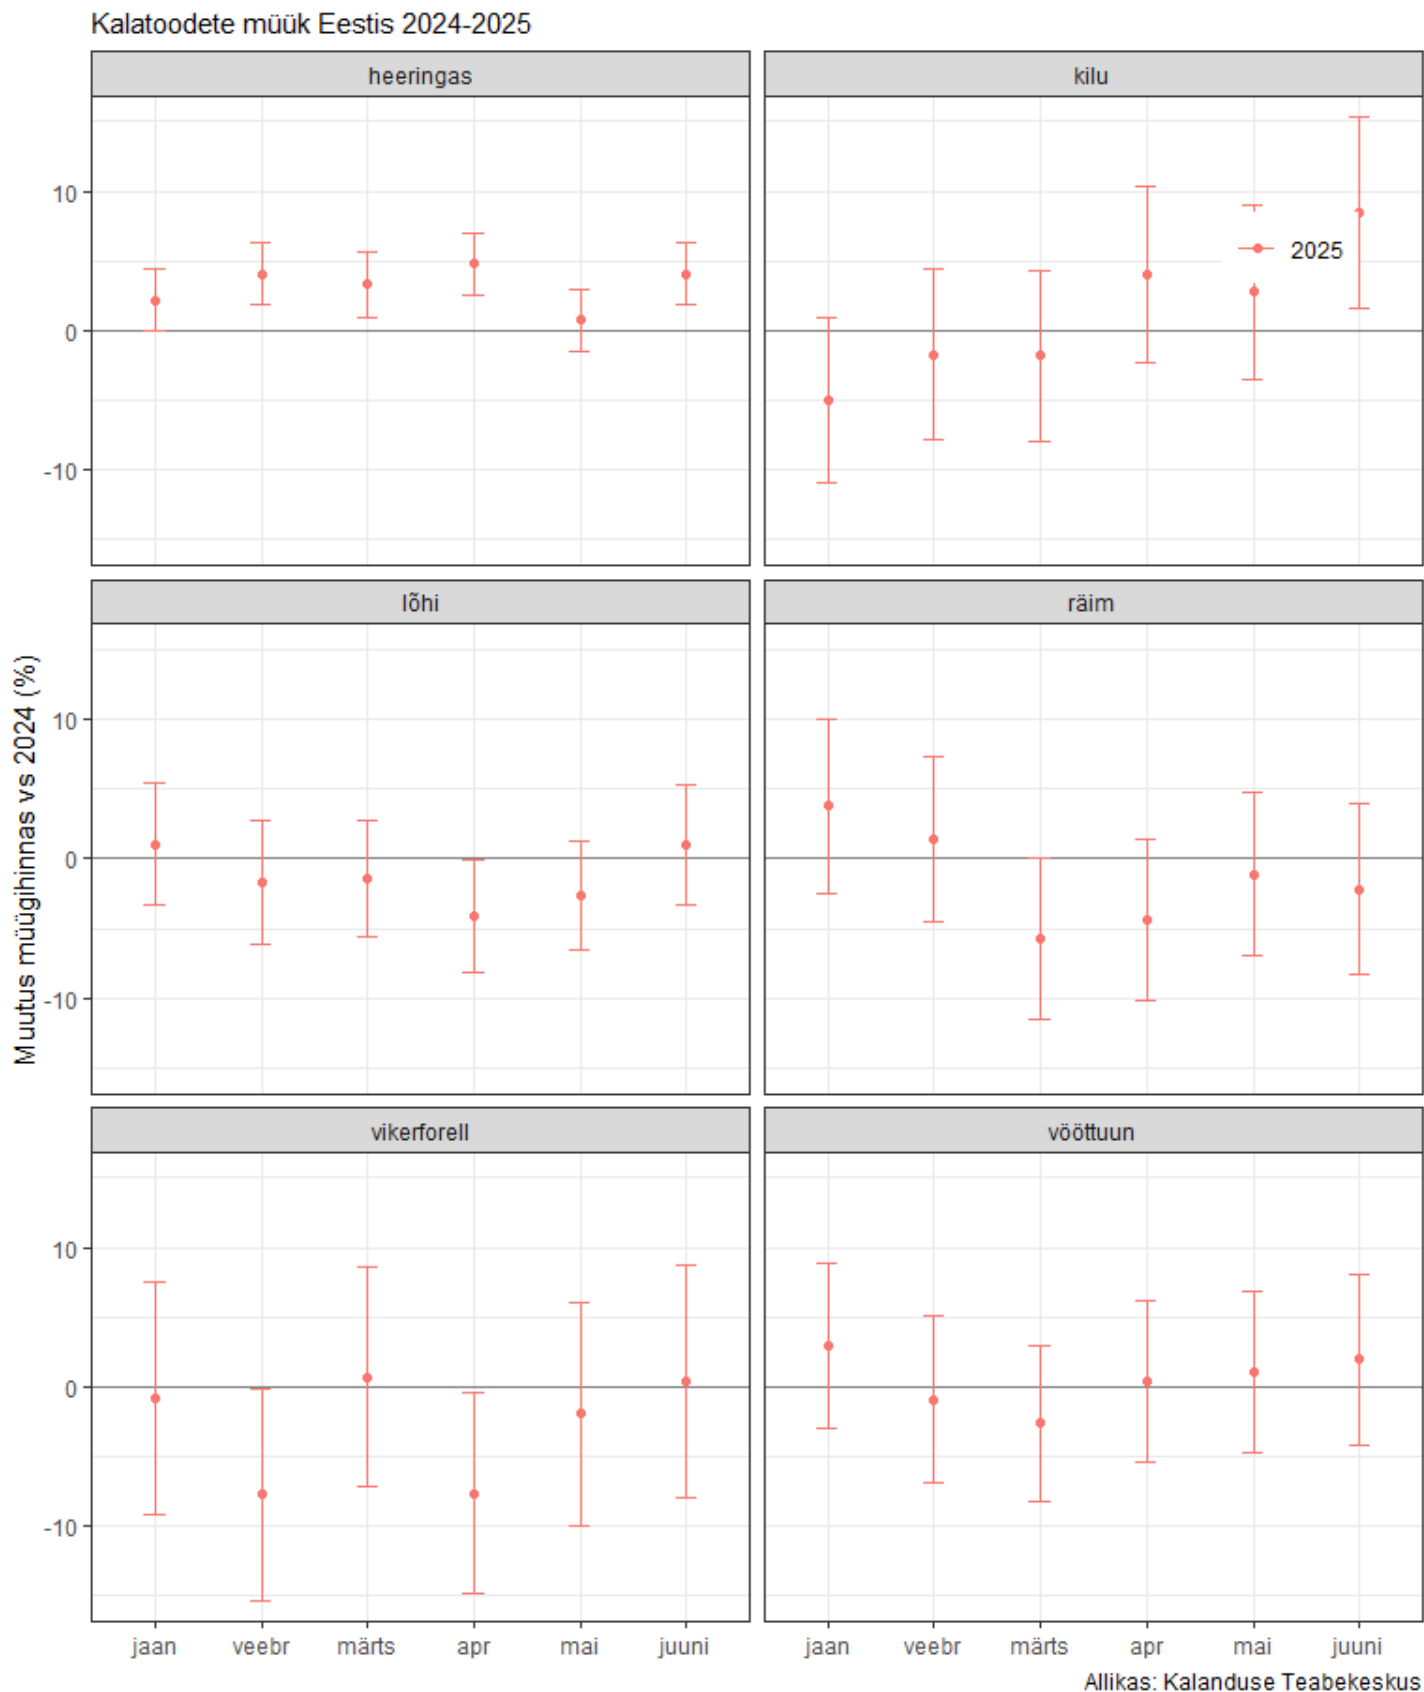 Kalatoodete müük Eestis 2024-2025
heeringas
kilu
10
0
-10
2025
lõhi
räim
Muutus müügihinnas vs 2024 (%)
10
0
-10
vikerforell
vööttuun
10
0
-10
jaan veebr märts apr mai juuni
jaan veebr märts apr mai juuni
Allikas: Kalanduse Teabekeskus